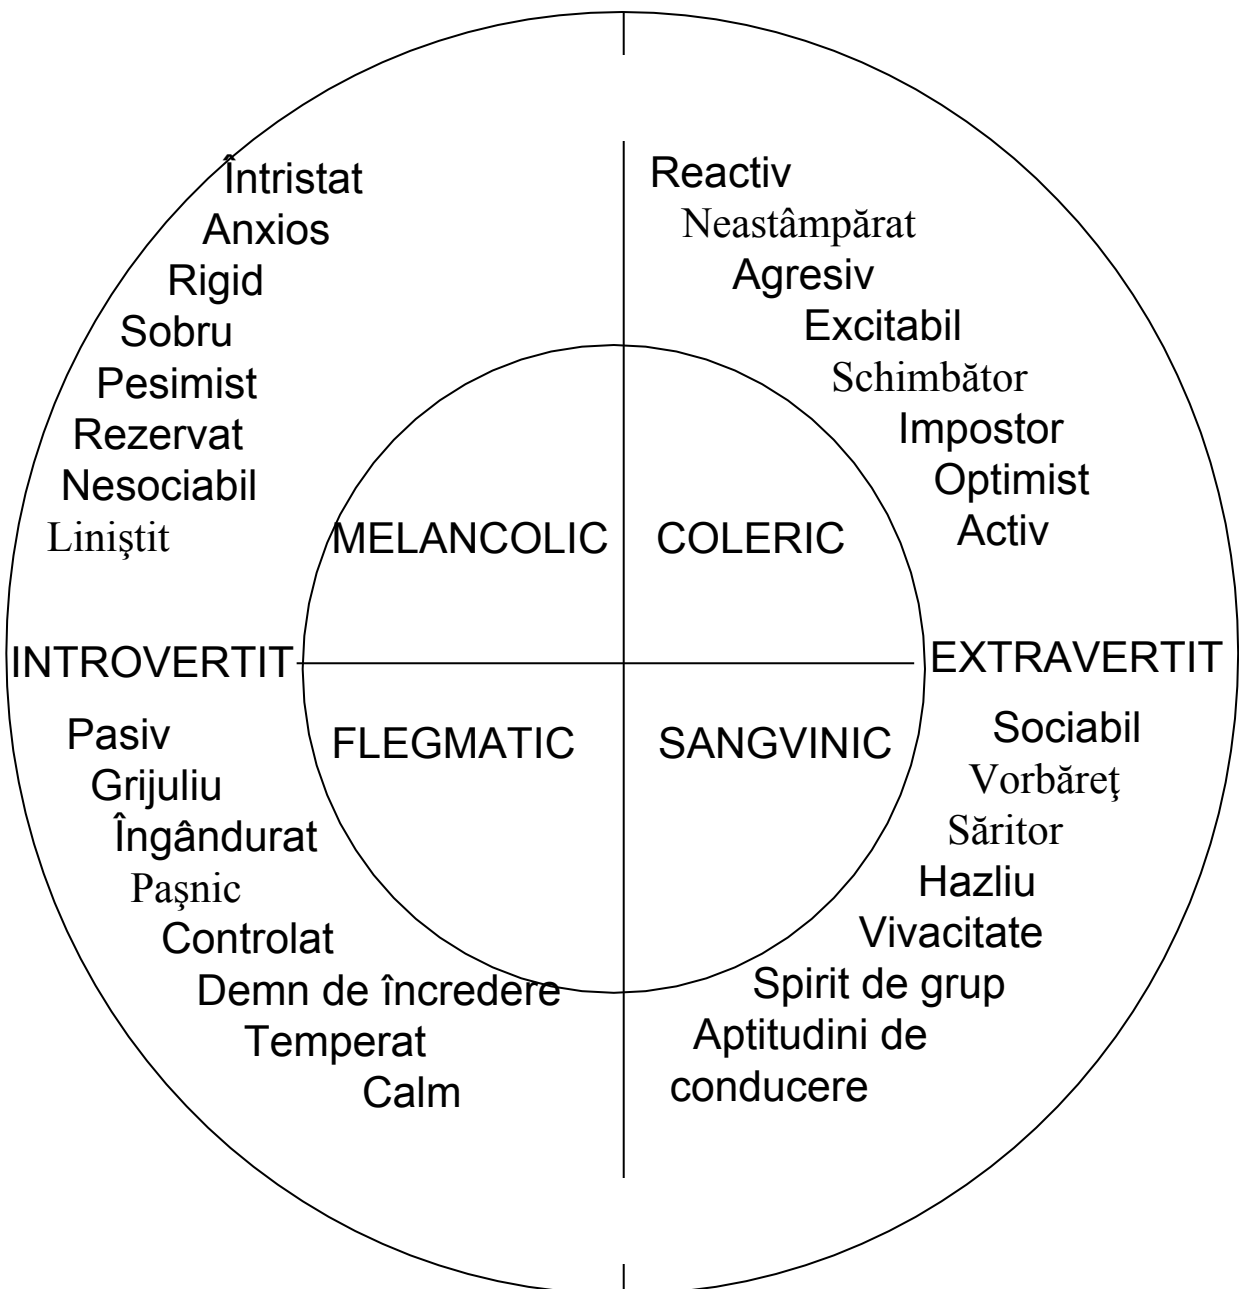 Întristat
Anxios
Rigid
Sobru
Pesimist
Rezervat
Nesociabil
Liniştit
Reactiv
Neastâmpărat
Agresiv
Excitabil
Schimbător
Impostor
Optimist
Activ
MELANCOLIC
COLERIC
INTROVERTIT
EXTRAVERTIT
FLEGMATIC
SANGVINIC
Pasiv
Grijuliu
Îngândurat
Paşnic
Controlat
Demn de încredere
Temperat
Calm
Sociabil
Vorbăreţ
Săritor
Hazliu
Vivacitate
Spirit de grup
Aptitudini de
conducere